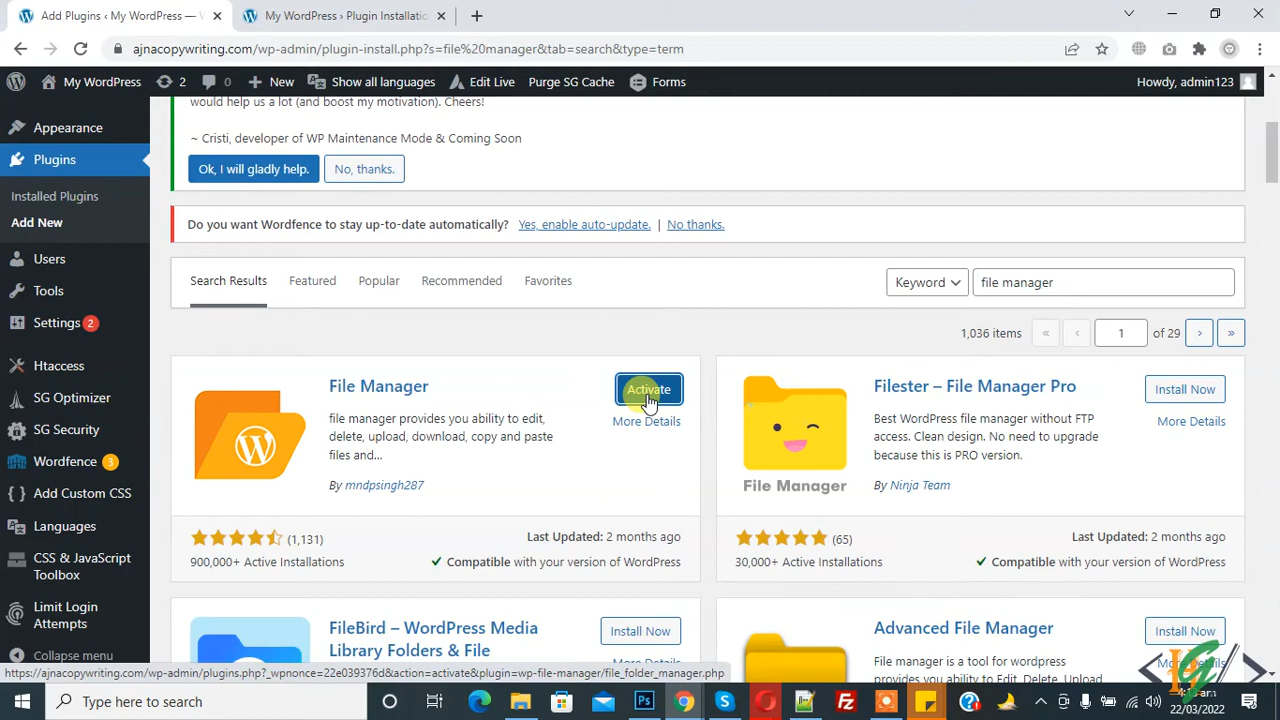 Add Plugins ‹ My WordPress — W
My WordPress › Plugin Installatio
ajnacopywriting.com/wp-admin/plugin-install.php?s=file%20manager&tab=search&type=term
My WordPress
2
0
New
Show all languages
Edit Live
Purge SG Cache
Forms
Howdy, admin123
Appearance
Plugins
Installed Plugins
Add New
Users
Tools
Settings 2
Htaccess
SG Optimizer
SG Security
Wordfence 3
Add Custom CSS
Languages
CSS & JavaScript
Toolbox
Limit Login
Attempts
Collapse menu
would help us a lot (and boost my motivation). Cheers!
~ Cristi, developer of WP Maintenance Mode & Coming Soon
Ok, I will gladly help.
No, thanks.
Do you want Wordfence to stay up-to-date automatically? Yes, enable auto-update. | No thanks.
Search Results
Featured
Popular
Recommended
Favorites
Keyword
file manager
1,036 items
«
‹
1
of 29
›
»
File Manager
Activate
More Details
file manager provides you ability to edit,
delete, upload, download, copy and paste
files and...
By mndpsingh287
(1,131)
900,000+ Active Installations
Last Updated: 2 months ago
Compatible with your version of WordPress
Filester – File Manager Pro
Install Now
More Details
Best WordPress file manager without FTP
access. Clean design. No need to upgrade
because this is PRO version.
By Ninja Team
File Manager
(65)
30,000+ Active Installations
Last Updated: 2 months ago
Compatible with your version of WordPress
FileBird – WordPress Media
Library Folders & File
Install Now
More Details
Advanced File Manager
Install Now
File manager is a tool for wordpress
provides you ability to Edit, Delete, Upload,
https://ajnacopywriting.com/wp-admin/plugins.php?_wpnonce=22e039376d&action=activate&plugin=wp-file-manager/file_folder_manager.php
Type here to search
22/03/2022